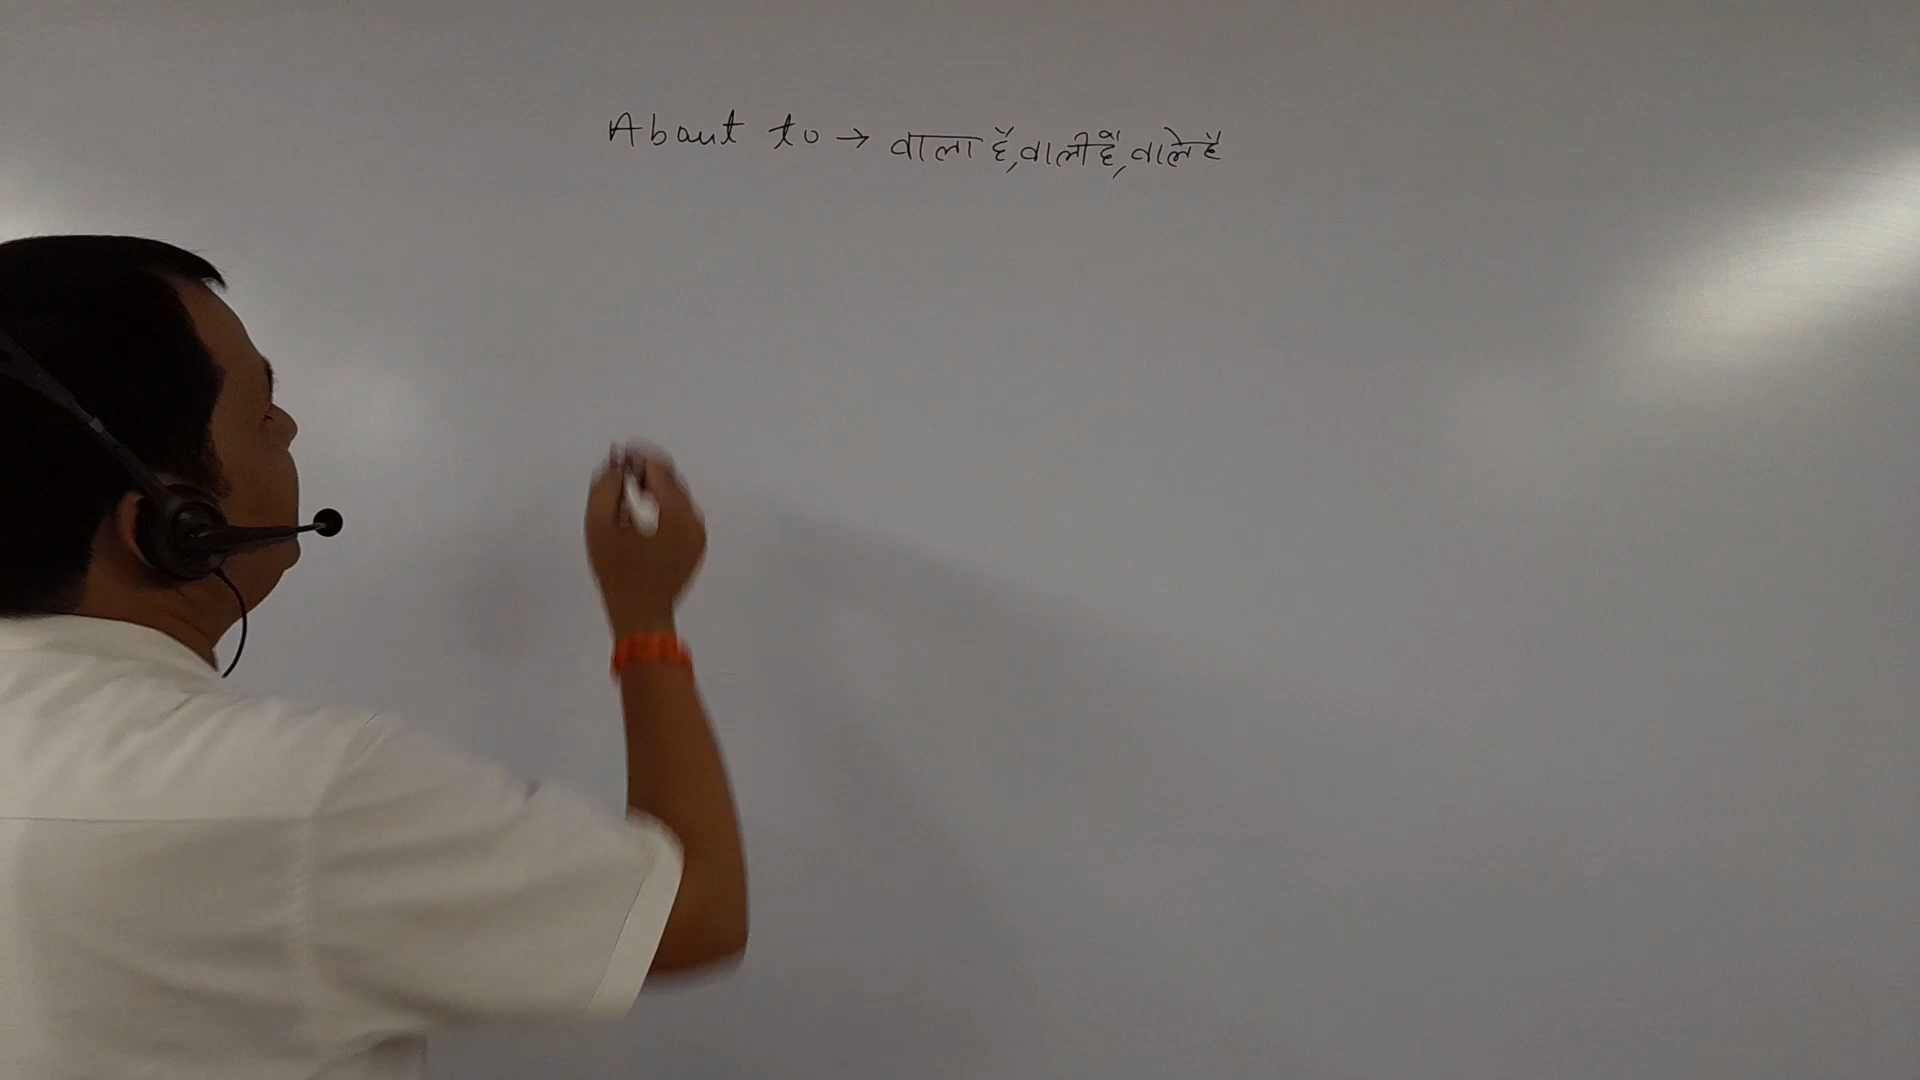 About to → वाला है, वाली है, वाले है